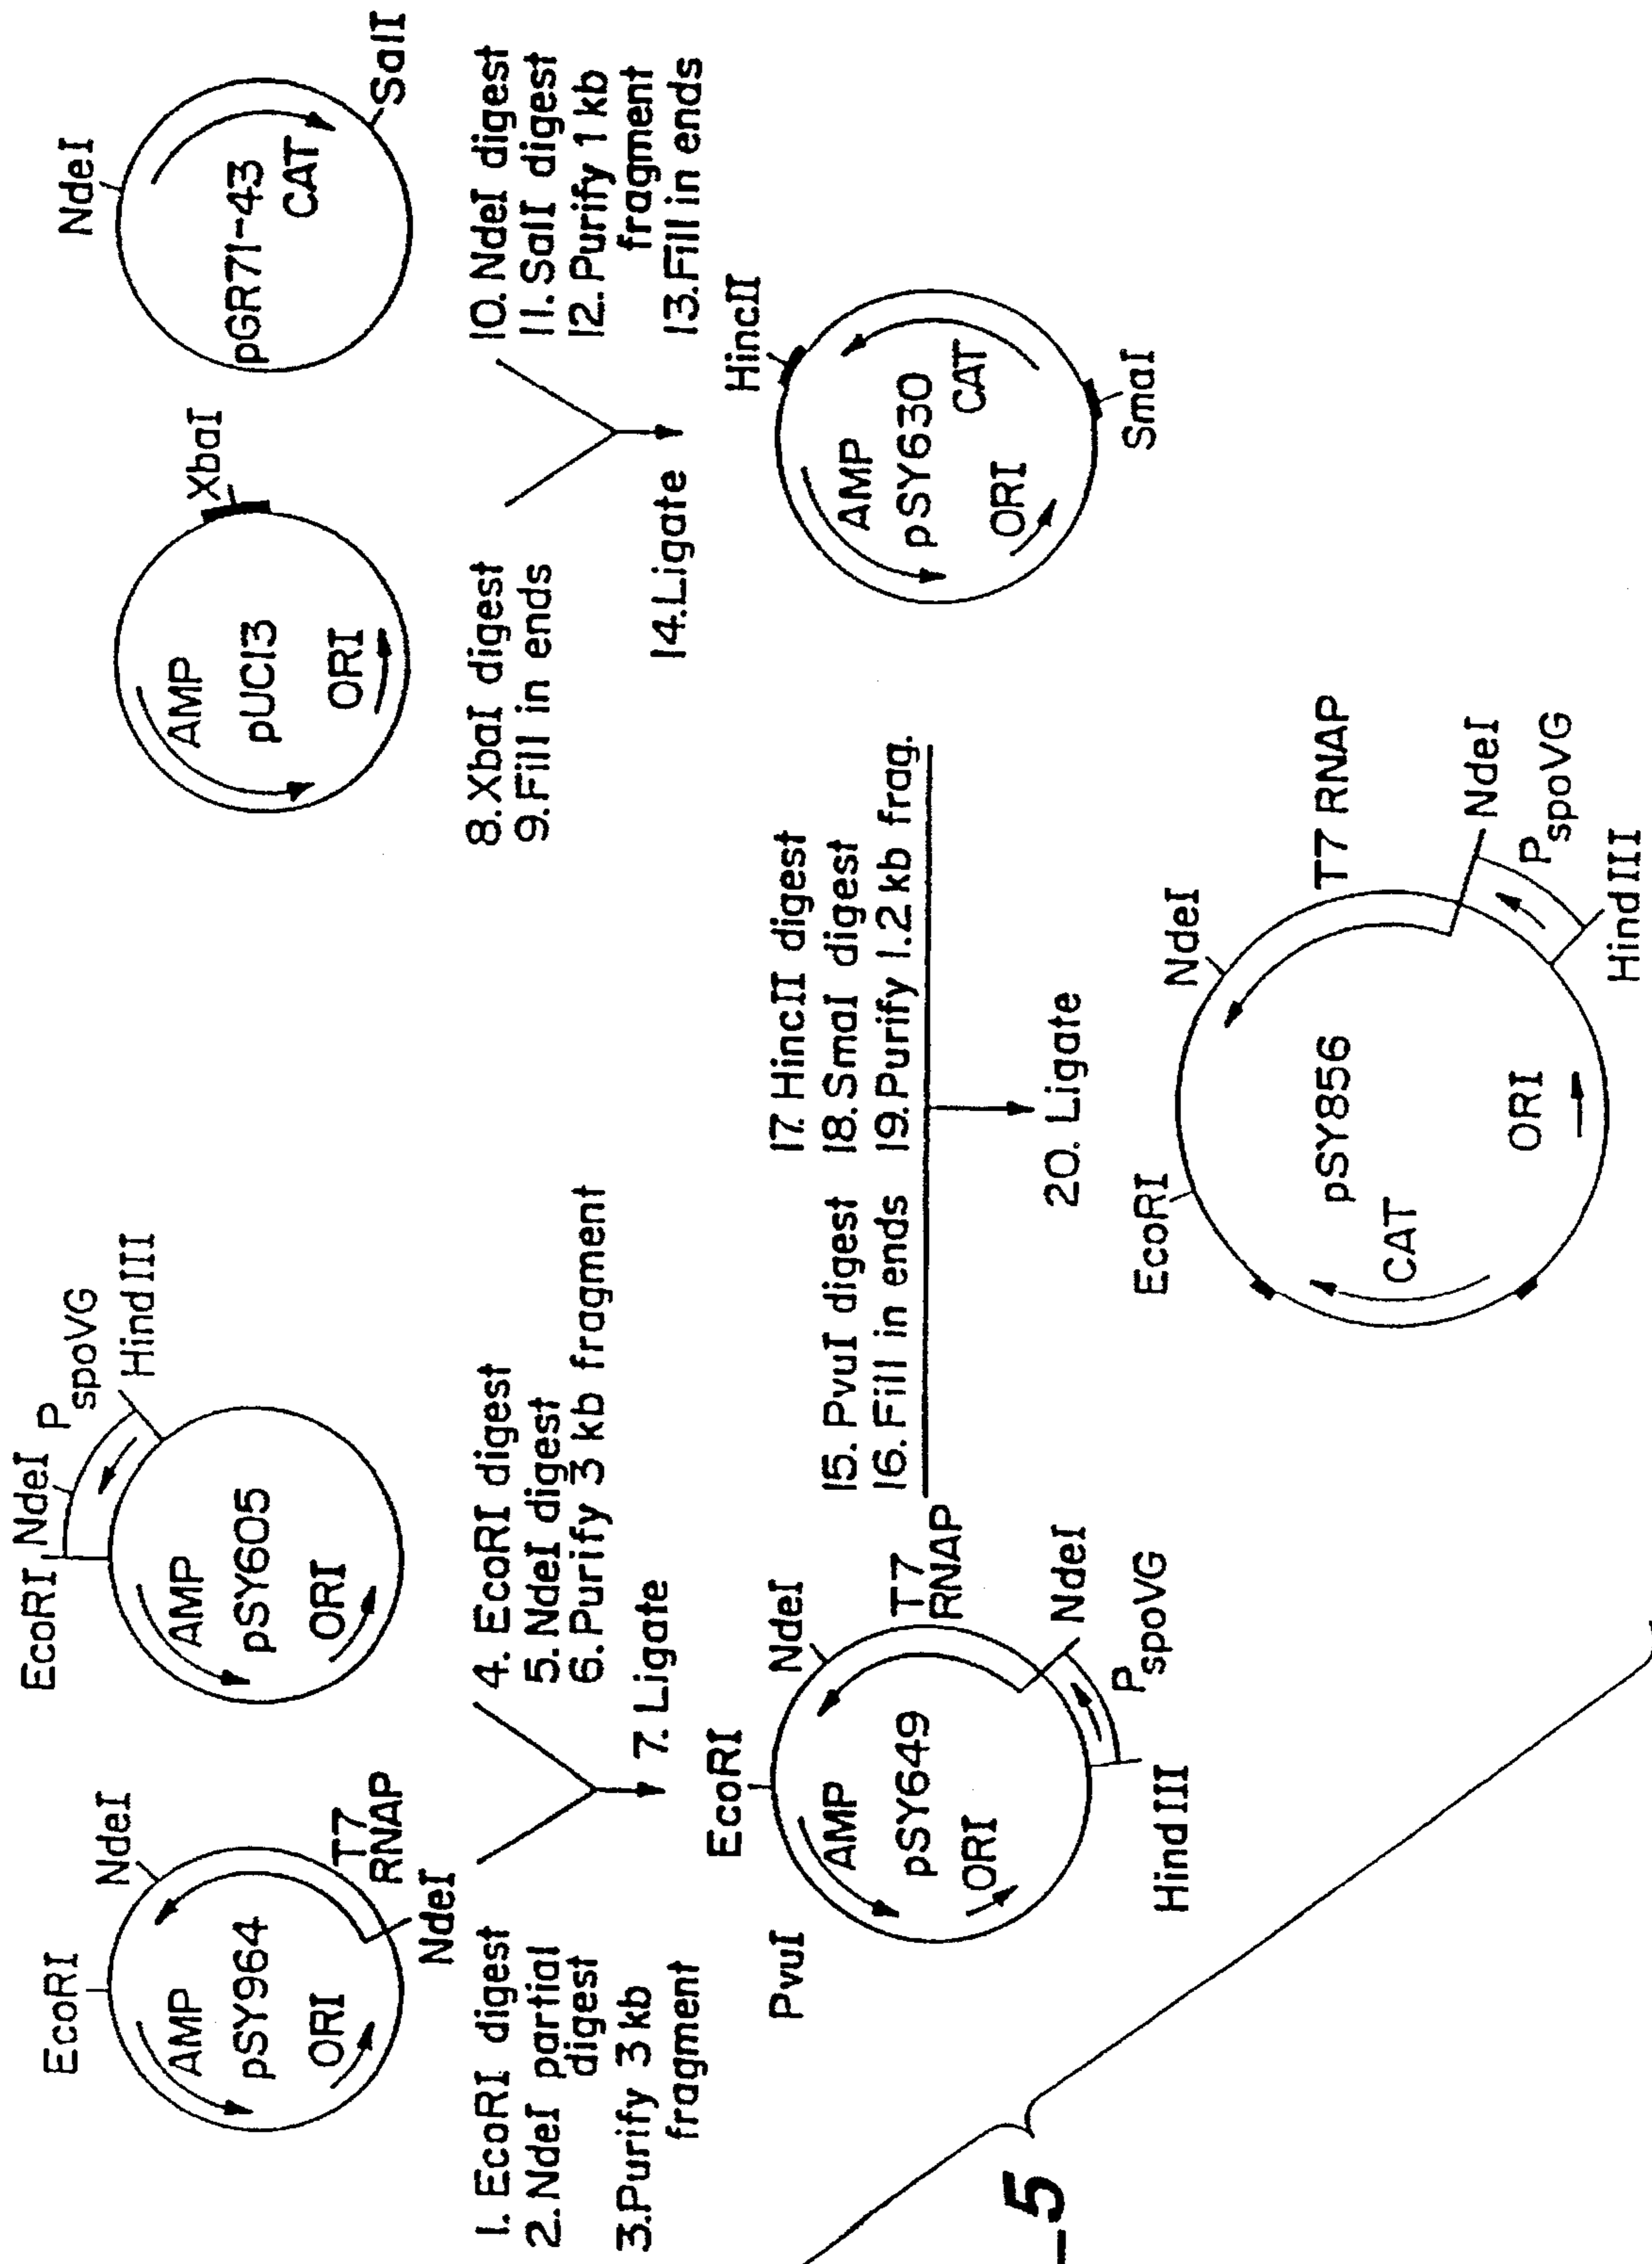 EcoRI
NdeI
AMP
pSY964
ORI
T7
RNAP
NdeI
EcoRI
NdeI
P spoVG
HindIII
AMP
pSY605
ORI
1. EcoRI digest
2. NdeI partial
digest
3. Purify 3 kb
fragment
4. EcoRI digest
5. NdeI digest
6. Purify 3 kb fragment
7. Ligate
XbaI
AMP
pUC13
ORI
NdeI
pGR71-43
CAT
SalI
8. XbaI digest
9. Fill in ends
10. NdeI digest
11. SalI digest
12. Purify 1 kb
fragment
13. Fill in ends
14. Ligate
PvuI
EcoRI
NdeI
AMP
pSY649
ORI
T7
RNAP
NdeI
P spoVG
HindIII
HincII
AMP
pSY630
CAT
ORI
SmaI
15. PvuI digest
16. Fill in ends
17. HincII digest
18. SmaI digest
19. Purify 1.2 kb frag.
20. Ligate
EcoRI
NdeI
T7 RNAP
pSY856
CAT
ORI
NdeI
P spoVG
HindIII
–5